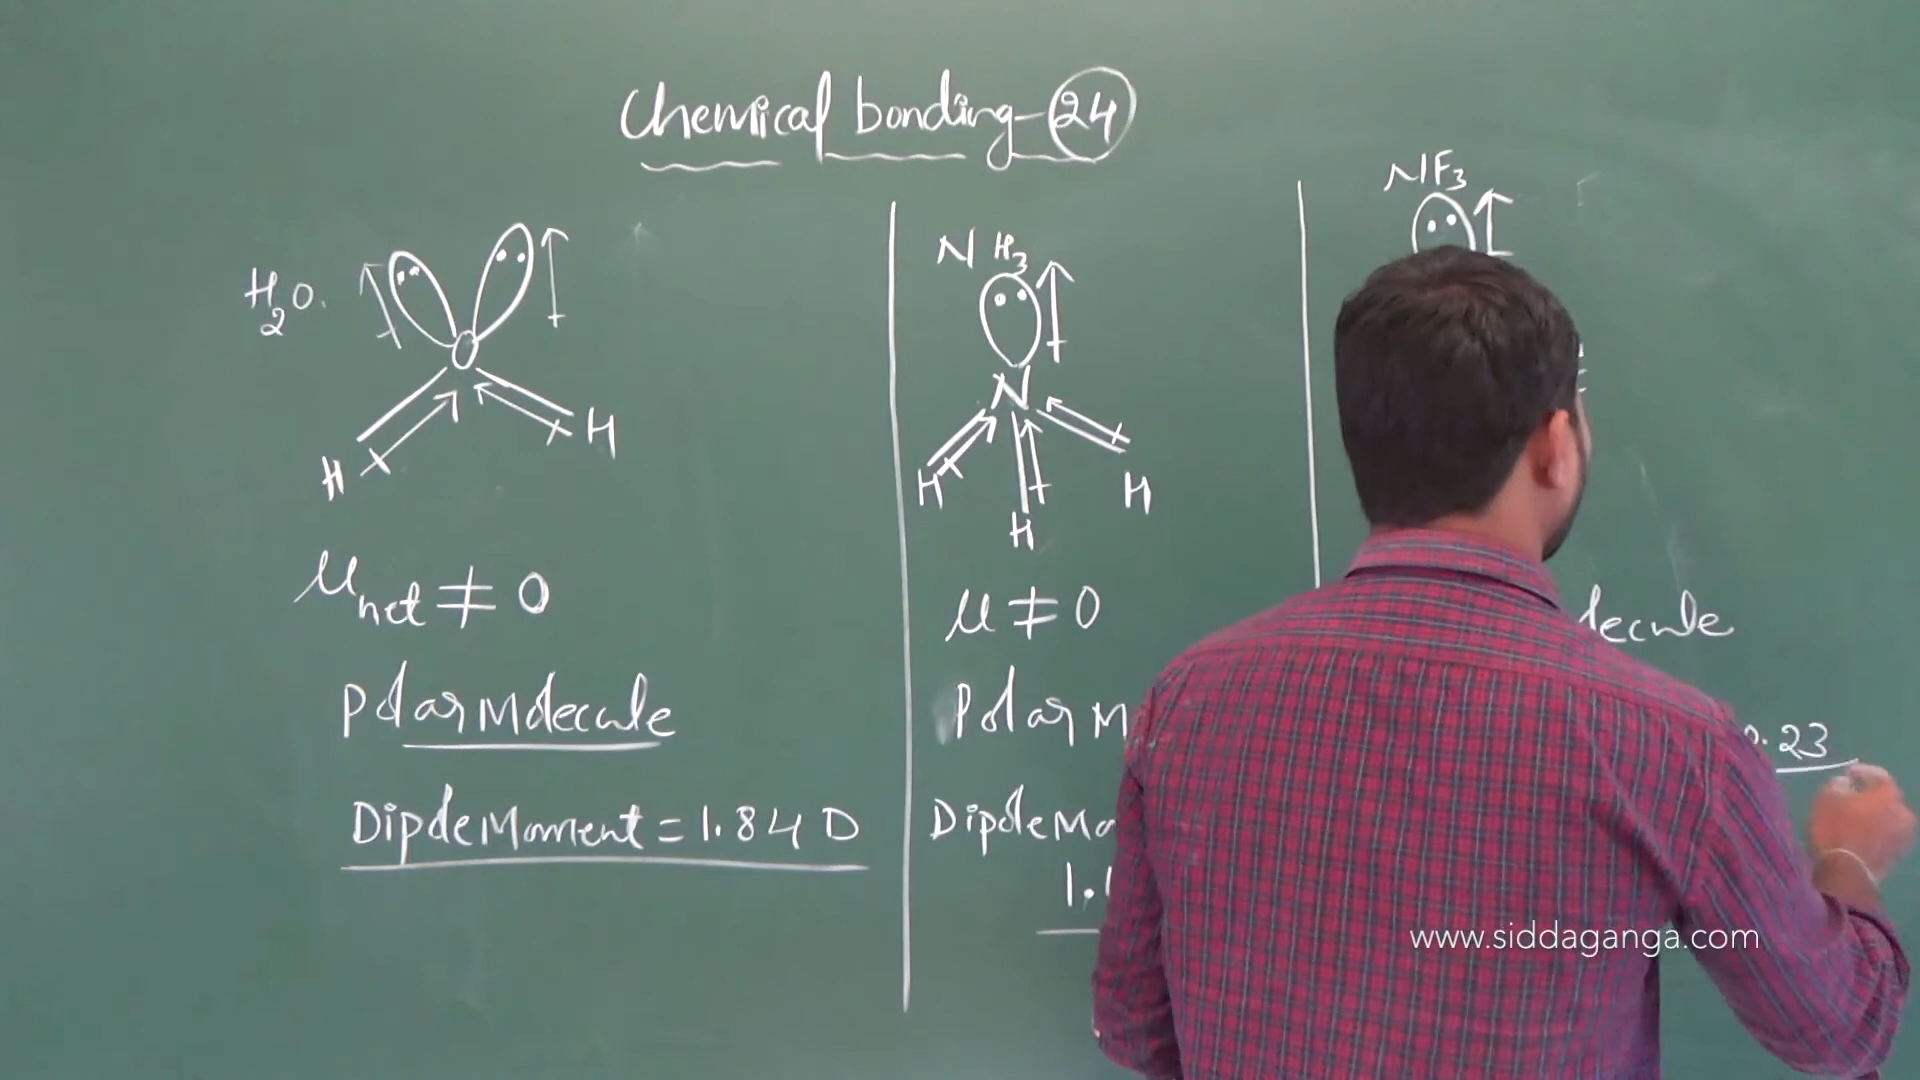 Chemical bonding-24
H2O.
O
H
H
μnet ≠ 0
Polar Molecule
Dipole Moment = 1.84 D
NH3
N
H
H
H
μ ≠ 0
Polar M
Dipole Mo
1.
NF3
lecule
0.23
www.siddaganga.com